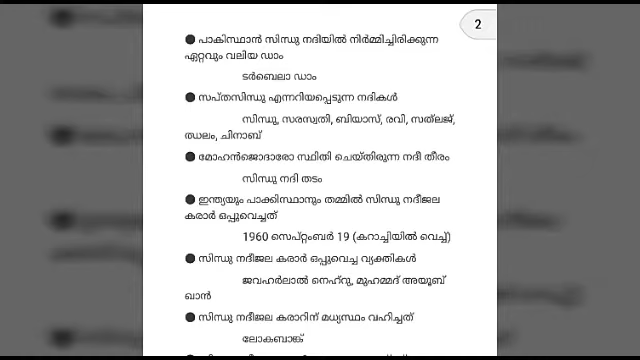 2
● പാകിസ്ഥാൻ സിന്ധു നദിയിൽ നിർമ്മിച്ചിരിക്കുന്ന
ഏറ്റവും വലിയ ഡാം
ടർബെലാ ഡാം
● സപ്തസിന്ധു എന്നറിയപ്പെടുന്ന നദികൾ
സിന്ധു, സരസ്വതി, ബിയാസ്, രവി, സത്‌ലജ്,
ഝലം, ചിനാബ്
● മോഹൻജൊദാരോ സ്ഥിതി ചെയ്തിരുന്ന നദീ തീരം
സിന്ധു നദി തടം
● ഇന്ത്യയും പാക്കിസ്ഥാനും തമ്മിൽ സിന്ധു നദീജല
കരാർ ഒപ്പുവെച്ചത്
1960 സെപ്റ്റംബർ 19 (കറാച്ചിയിൽ വെച്ച്)
● സിന്ധു നദീജല കരാർ ഒപ്പുവെച്ച വ്യക്തികൾ
ജവഹർലാൽ നെഹ്റു, മുഹമ്മദ് അയൂബ്
ഖാൻ
● സിന്ധു നദീജല കരാറിന് മധ്യസ്ഥം വഹിച്ചത്
ലോകബാങ്ക്